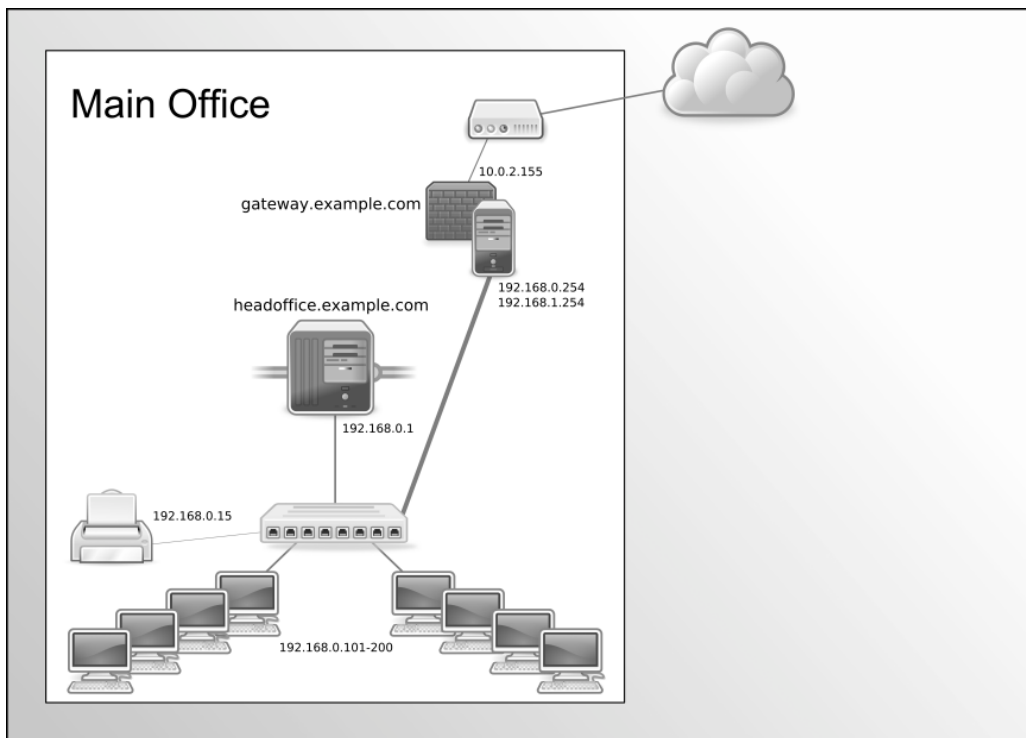 Main Office
10.0.2.155
gateway.example.com
192.168.0.254
192.168.1.254
headoffice.example.com
192.168.0.1
192.168.0.15
192.168.0.101-200